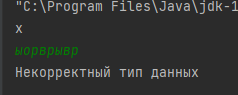 "C:\Program Files\Java\jdk-1
x
ыорврывр
Некорректный тип данных